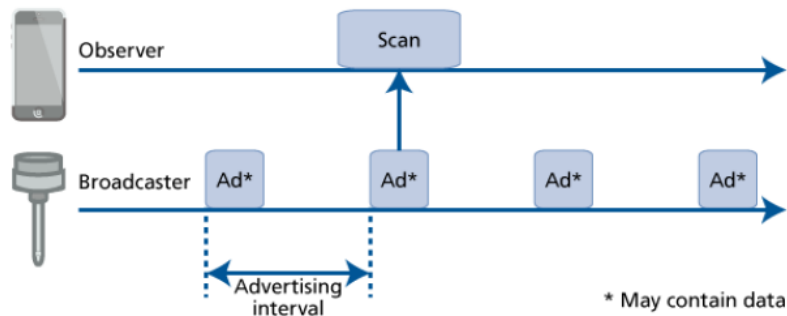 Observer
Scan
Broadcaster
Ad*
Ad*
Ad*
Ad*
Advertising
interval
* May contain data